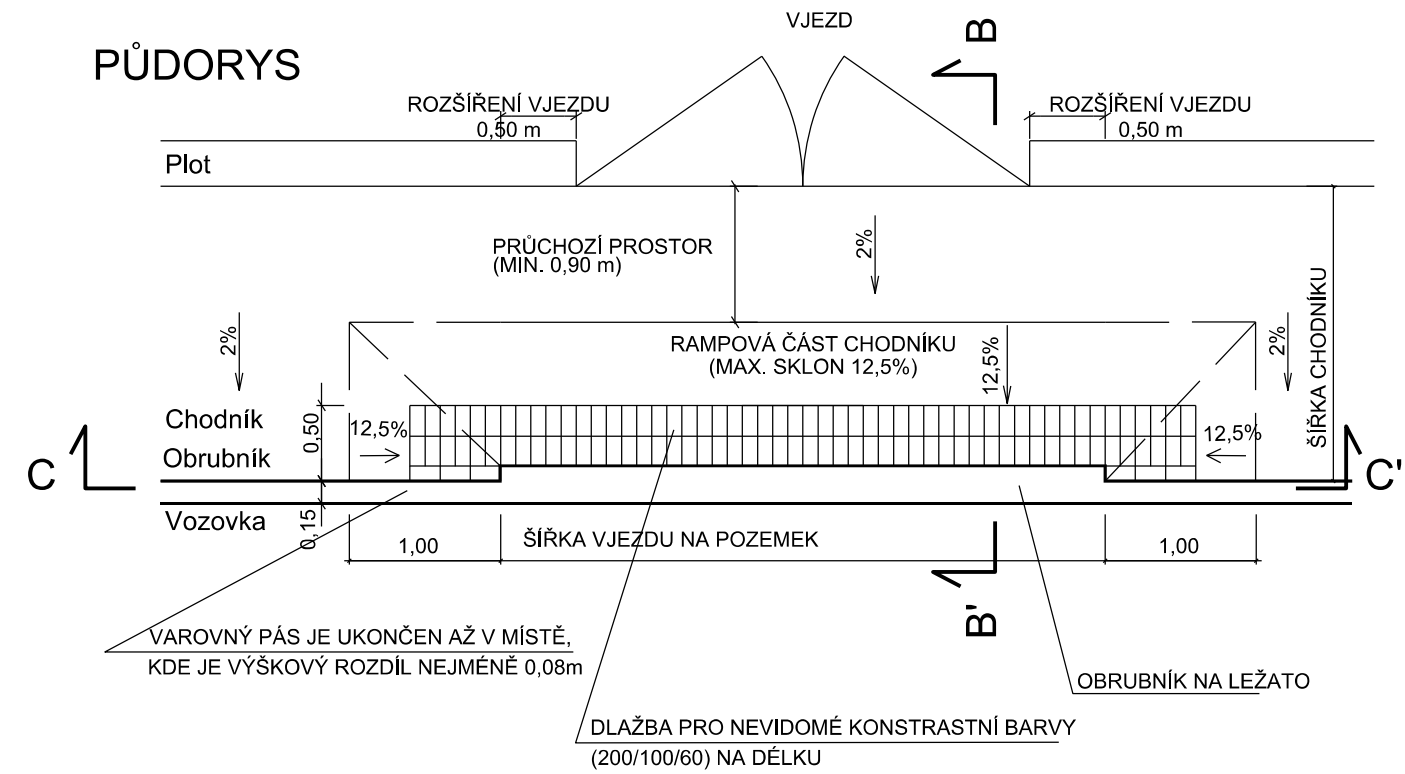 VJEZD
B
PŮDORYS
ROZŠÍŘENÍ VJEZDU
0,50 m
ROZŠÍŘENÍ VJEZDU
0,50 m
Plot
PRŮCHOZÍ PROSTOR
(MIN. 0,90 m)
2%
ŠÍŘKA CHODNÍKU
2%
RAMPOVÁ ČÁST CHODNÍKU
(MAX. SKLON 12,5%)
12,5%
2%
Chodník
0,50
12,5%
12,5%
Obrubník
C
C'
Vozovka
0,15
1,00
ŠÍŘKA VJEZDU NA POZEMEK
1,00
B'
VAROVNÝ PÁS JE UKONČEN AŽ V MÍSTĚ,
KDE JE VÝŠKOVÝ ROZDÍL NEJMÉNĚ 0,08m
OBRUBNÍK NA LEŽATO
DLAŽBA PRO NEVIDOMÉ KONSTRASTNÍ BARVY
(200/100/60) NA DÉLKU